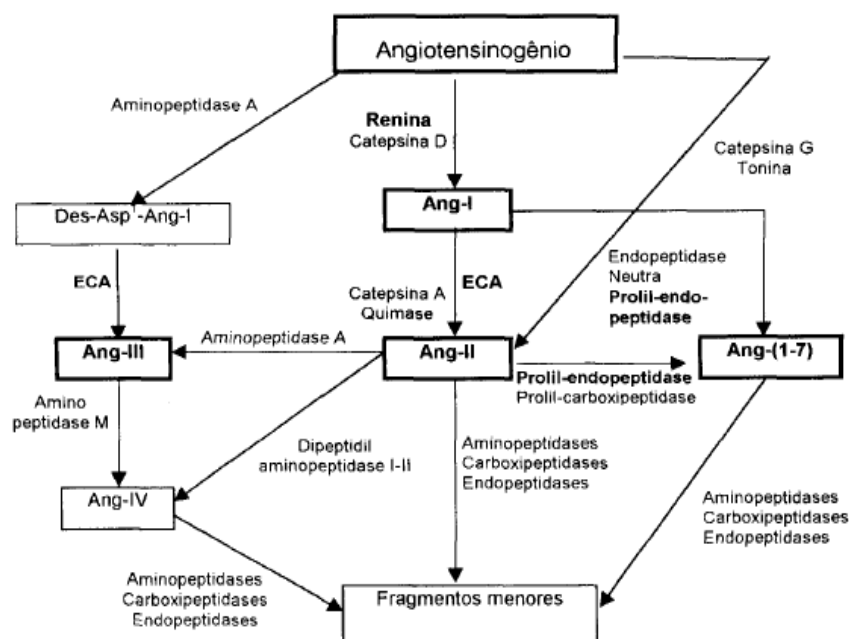 Angiotensinogênio
Aminopeptidase A
Renina
Catepsína D
Catepsina G
Tonina
Des-Asp¹-Ang-I
Ang-I
ECA
Catepsina A
Quimase
ECA
Endopeptidase
Neutra
Prolil-endo-
peptidase
Ang-III
Aminopeptidase A
Ang-II
Ang-(1-7)
Prolil-endopeptidase
Prolil-carboxipeptidase
Amino
peptidase M
Dipeptidil
aminopeptidase I-II
Aminopeptidases
Carboxipeptidases
Endopeptidases
Ang-IV
Aminopeptidases
Carboxipeptidases
Endopeptidases
Aminopeptidases
Carboxipeptidases
Endopeptidases
Fragmentos menores